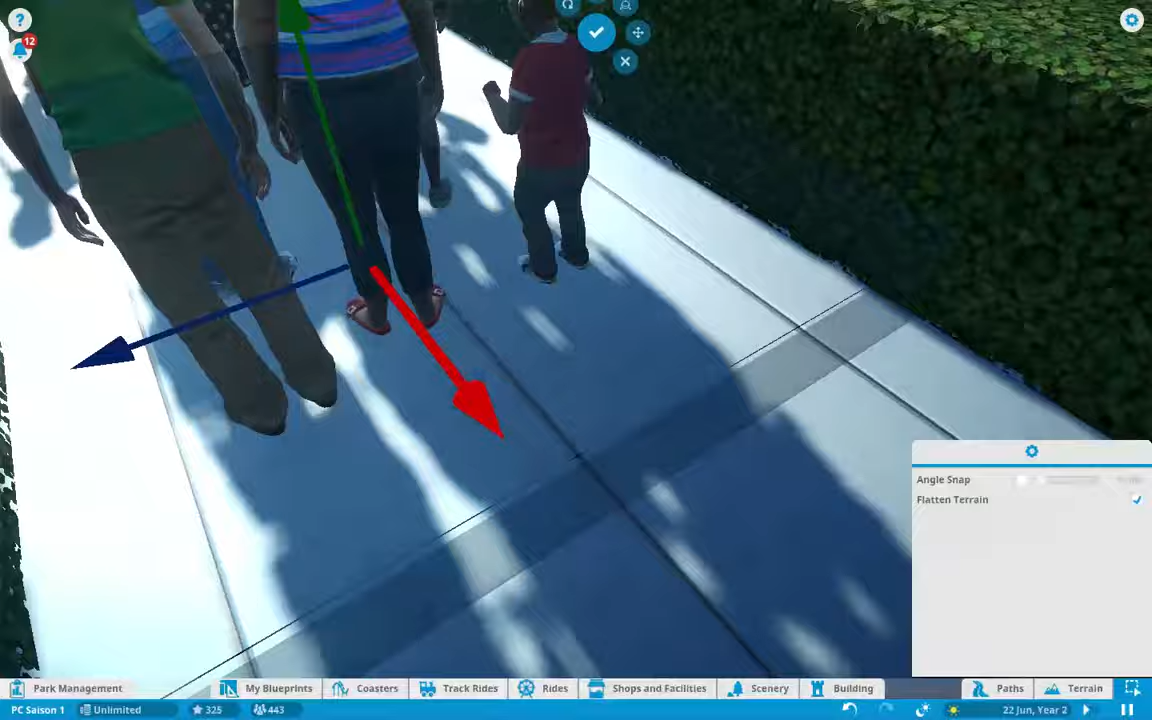 ?
12
Angle Snap
Flatten Terrain
Park Management
My Blueprints
Coasters
Track Rides
Rides
Shops and Facilities
Scenery
Building
Paths
Terrain
PC Saison 1
Unlimited
325
443
22 Jun, Year 2